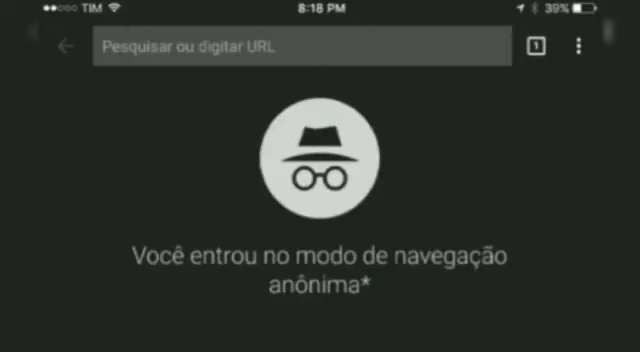 TIM 8:18 PM 39%
Pesquisar ou digitar URL 1
Você entrou no modo de navegação
anônima*